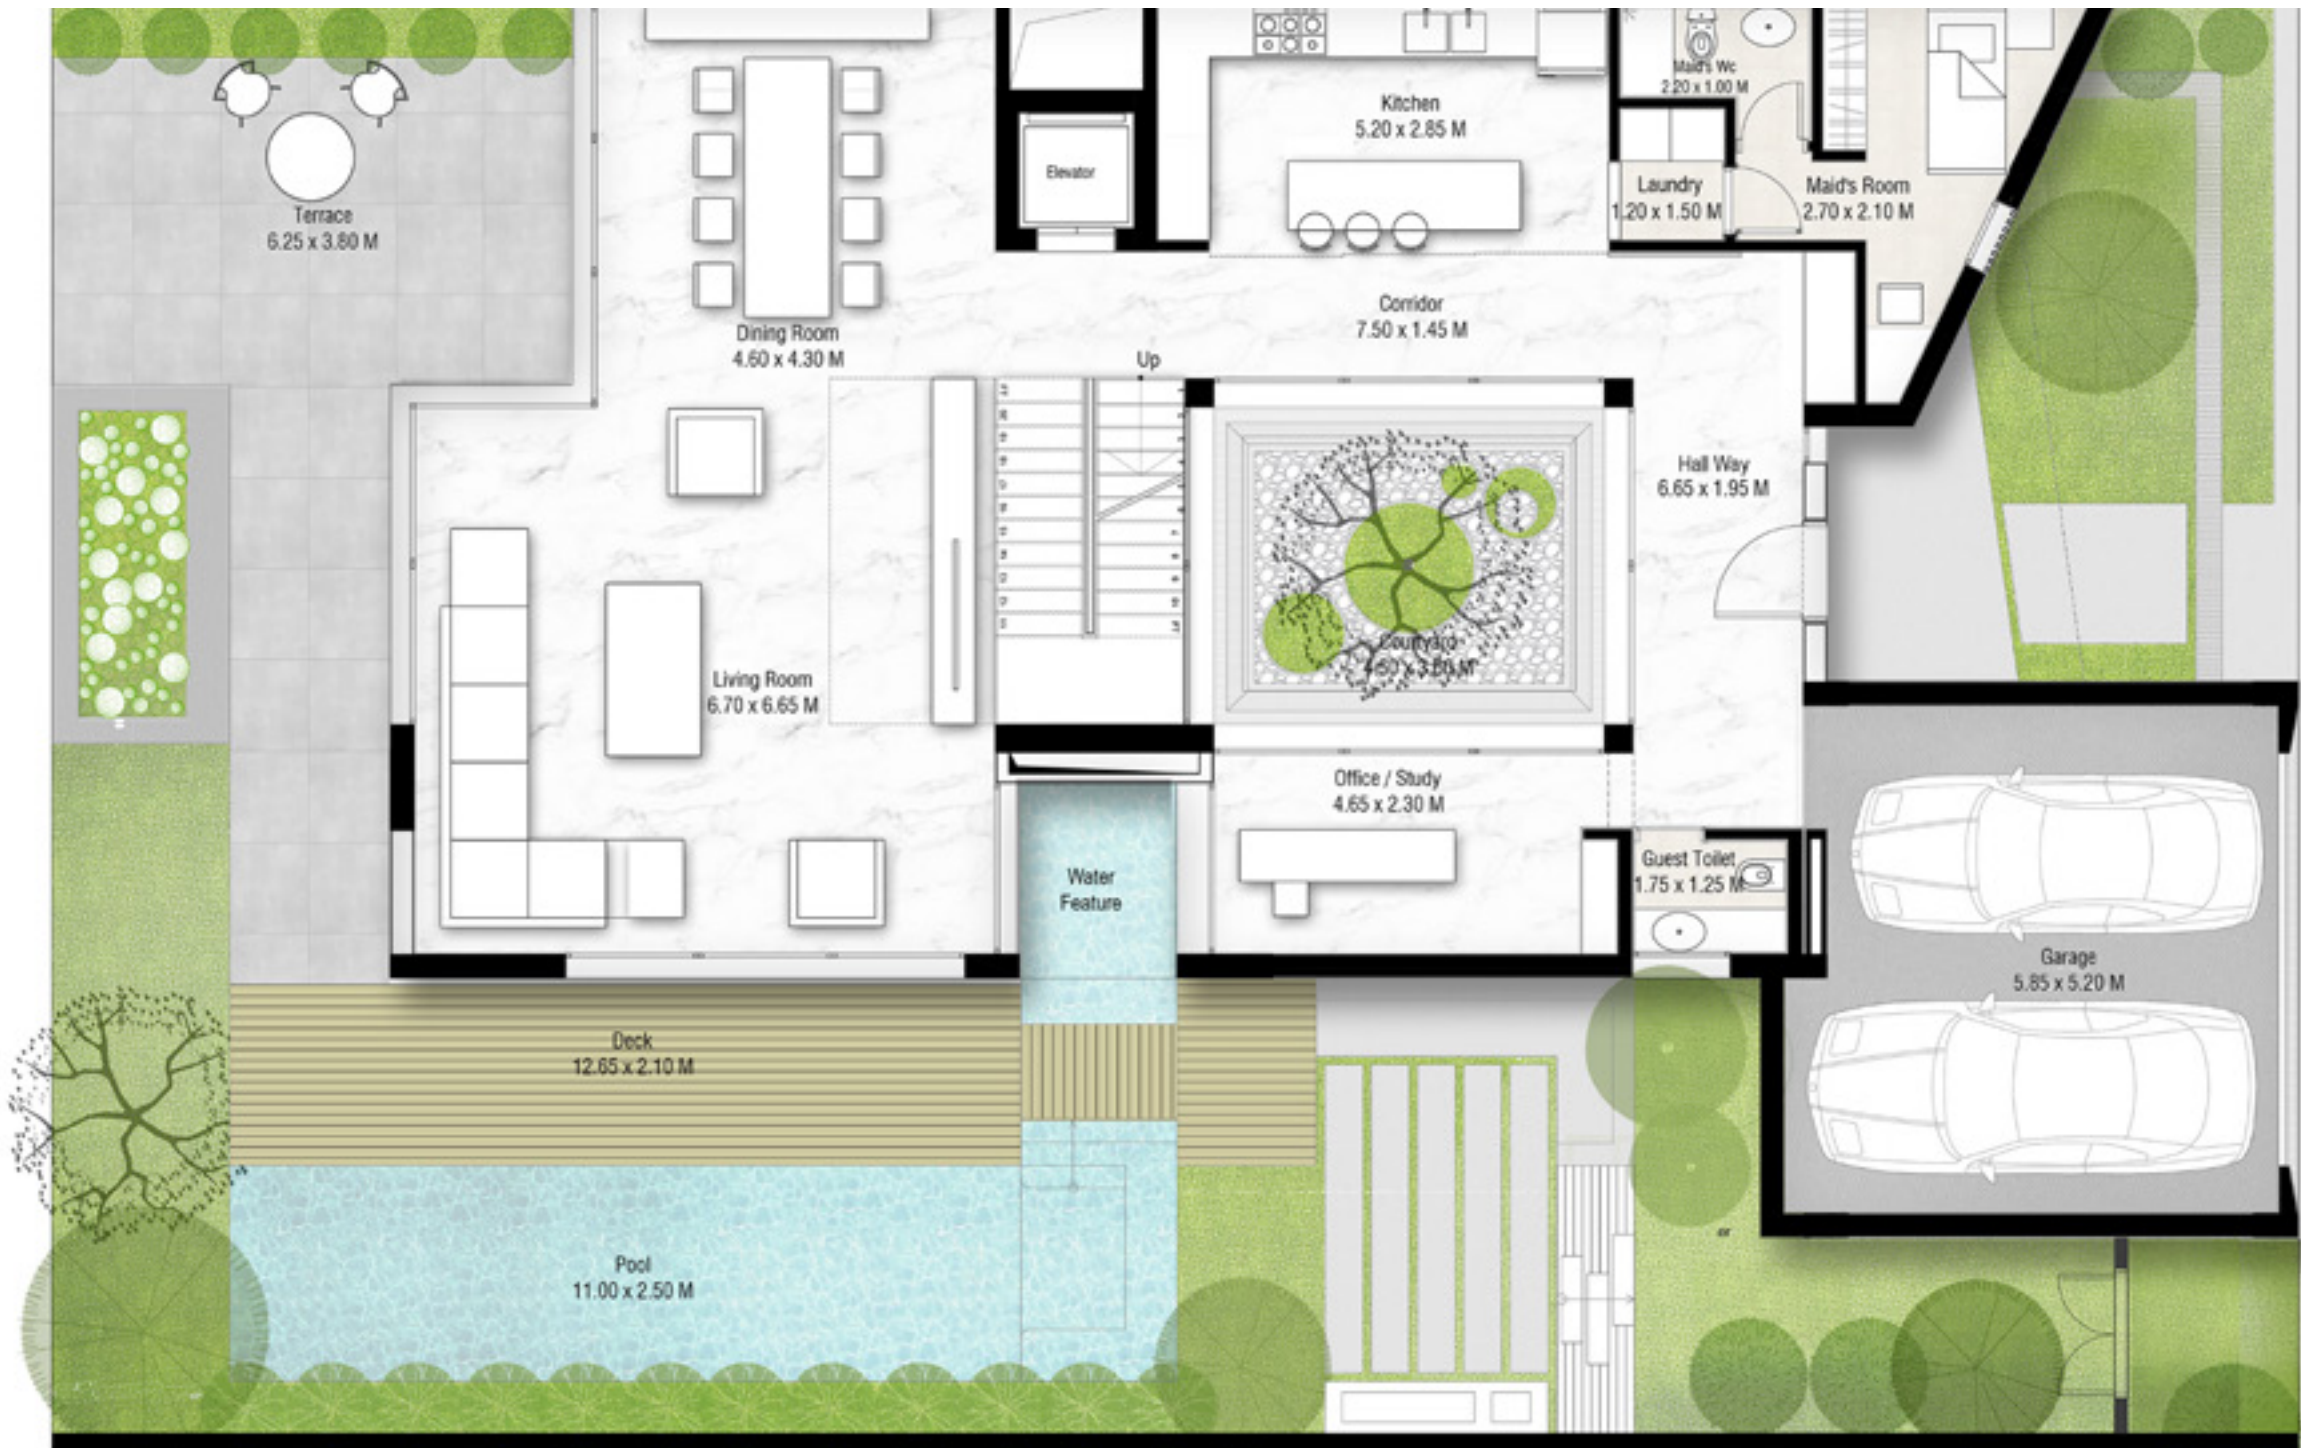 Maid's Wc
2.20 x 1.00 M
Kitchen
5.20 x 2.85 M
Elevator
Laundry
1.20 x 1.50 M
Maid's Room
2.70 x 2.10 M
Terrace
6.25 x 3.80 M
Corridor
7.50 x 1.45 M
Dining Room
4.60 x 4.30 M
Up
Hall Way
6.65 x 1.95 M
Courtyard
Living Room
6.70 x 6.65 M
Office / Study
4.65 x 2.30 M
Guest Toilet
1.75 x 1.25 M
Water
Feature
Garage
5.85 x 5.20 M
Deck
12.65 x 2.10 M
Pool
11.00 x 2.50 M